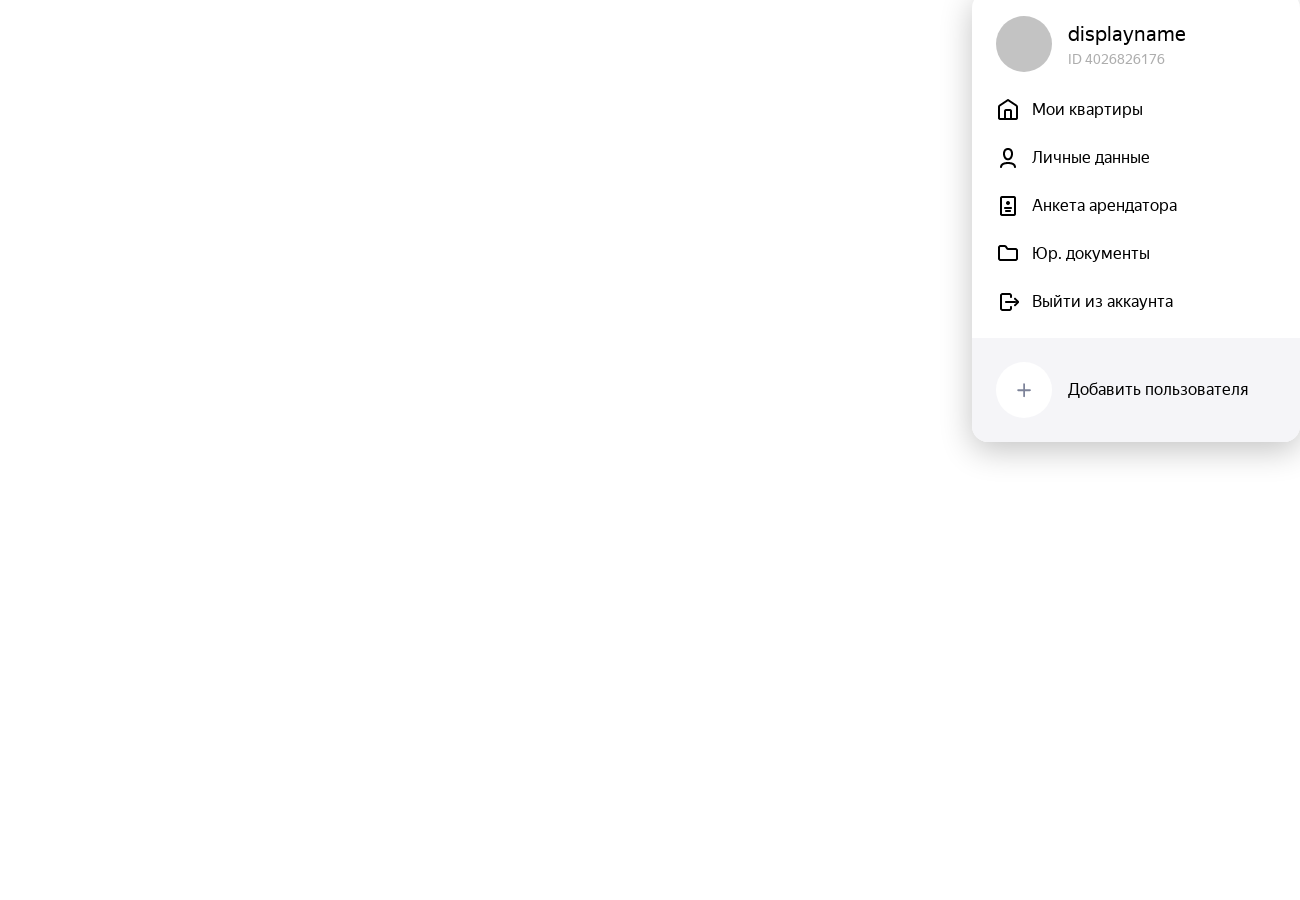 displayname
ID 4026826176
Мои квартиры
Личные данные
Анкета арендатора
Юр. документы
Выйти из аккаунта
Добавить пользователя